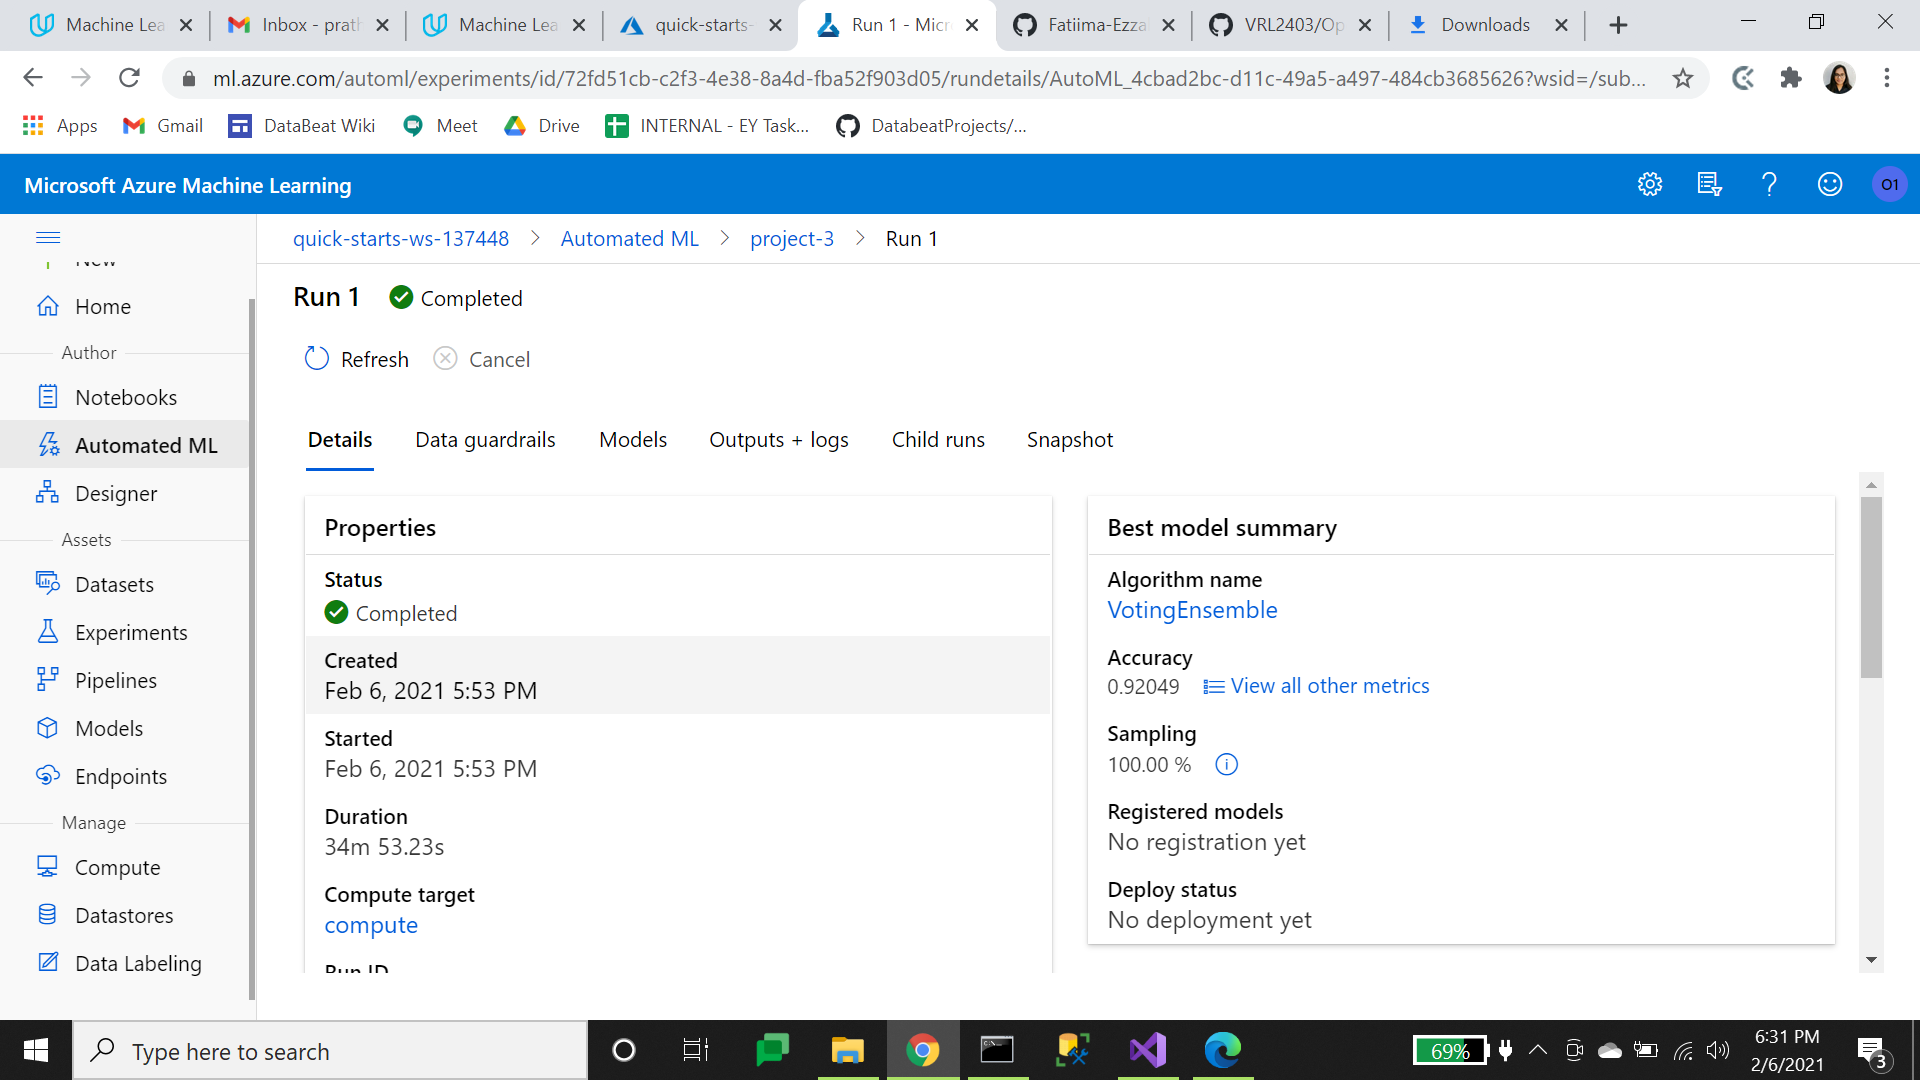 Machine Lea
Inbox - prath
Machine Lea
quick-starts-
Run 1 - Micr
Fatiima-Ezzah
VRL2403/Op
Downloads
ml.azure.com/automl/experiments/id/72fd51cb-c2f3-4e38-8a4d-fba52f903d05/rundetails/AutoML_4cbad2bc-d11c-49a5-a497-484cb3685626?wsid=/sub...
Apps
Gmail
DataBeat Wiki
Meet
Drive
INTERNAL - EY Task...
DatabeatProjects/...
Microsoft Azure Machine Learning
O1
quick-starts-ws-137448 > Automated ML > project-3 > Run 1
Home
Author
Notebooks
Automated ML
Designer
Assets
Datasets
Experiments
Pipelines
Models
Endpoints
Manage
Compute
Datastores
Data Labeling
Run 1
Completed
Refresh
Cancel
Details
Data guardrails
Models
Outputs + logs
Child runs
Snapshot
Properties
Status
Completed
Created
Feb 6, 2021 5:53 PM
Started
Feb 6, 2021 5:53 PM
Duration
34m 53.23s
Compute target
compute
Run ID
Best model summary
Algorithm name
VotingEnsemble
Accuracy
0.92049 View all other metrics
Sampling
100.00 %
Registered models
No registration yet
Deploy status
No deployment yet
Type here to search
69%
6:31 PM
2/6/2021
3